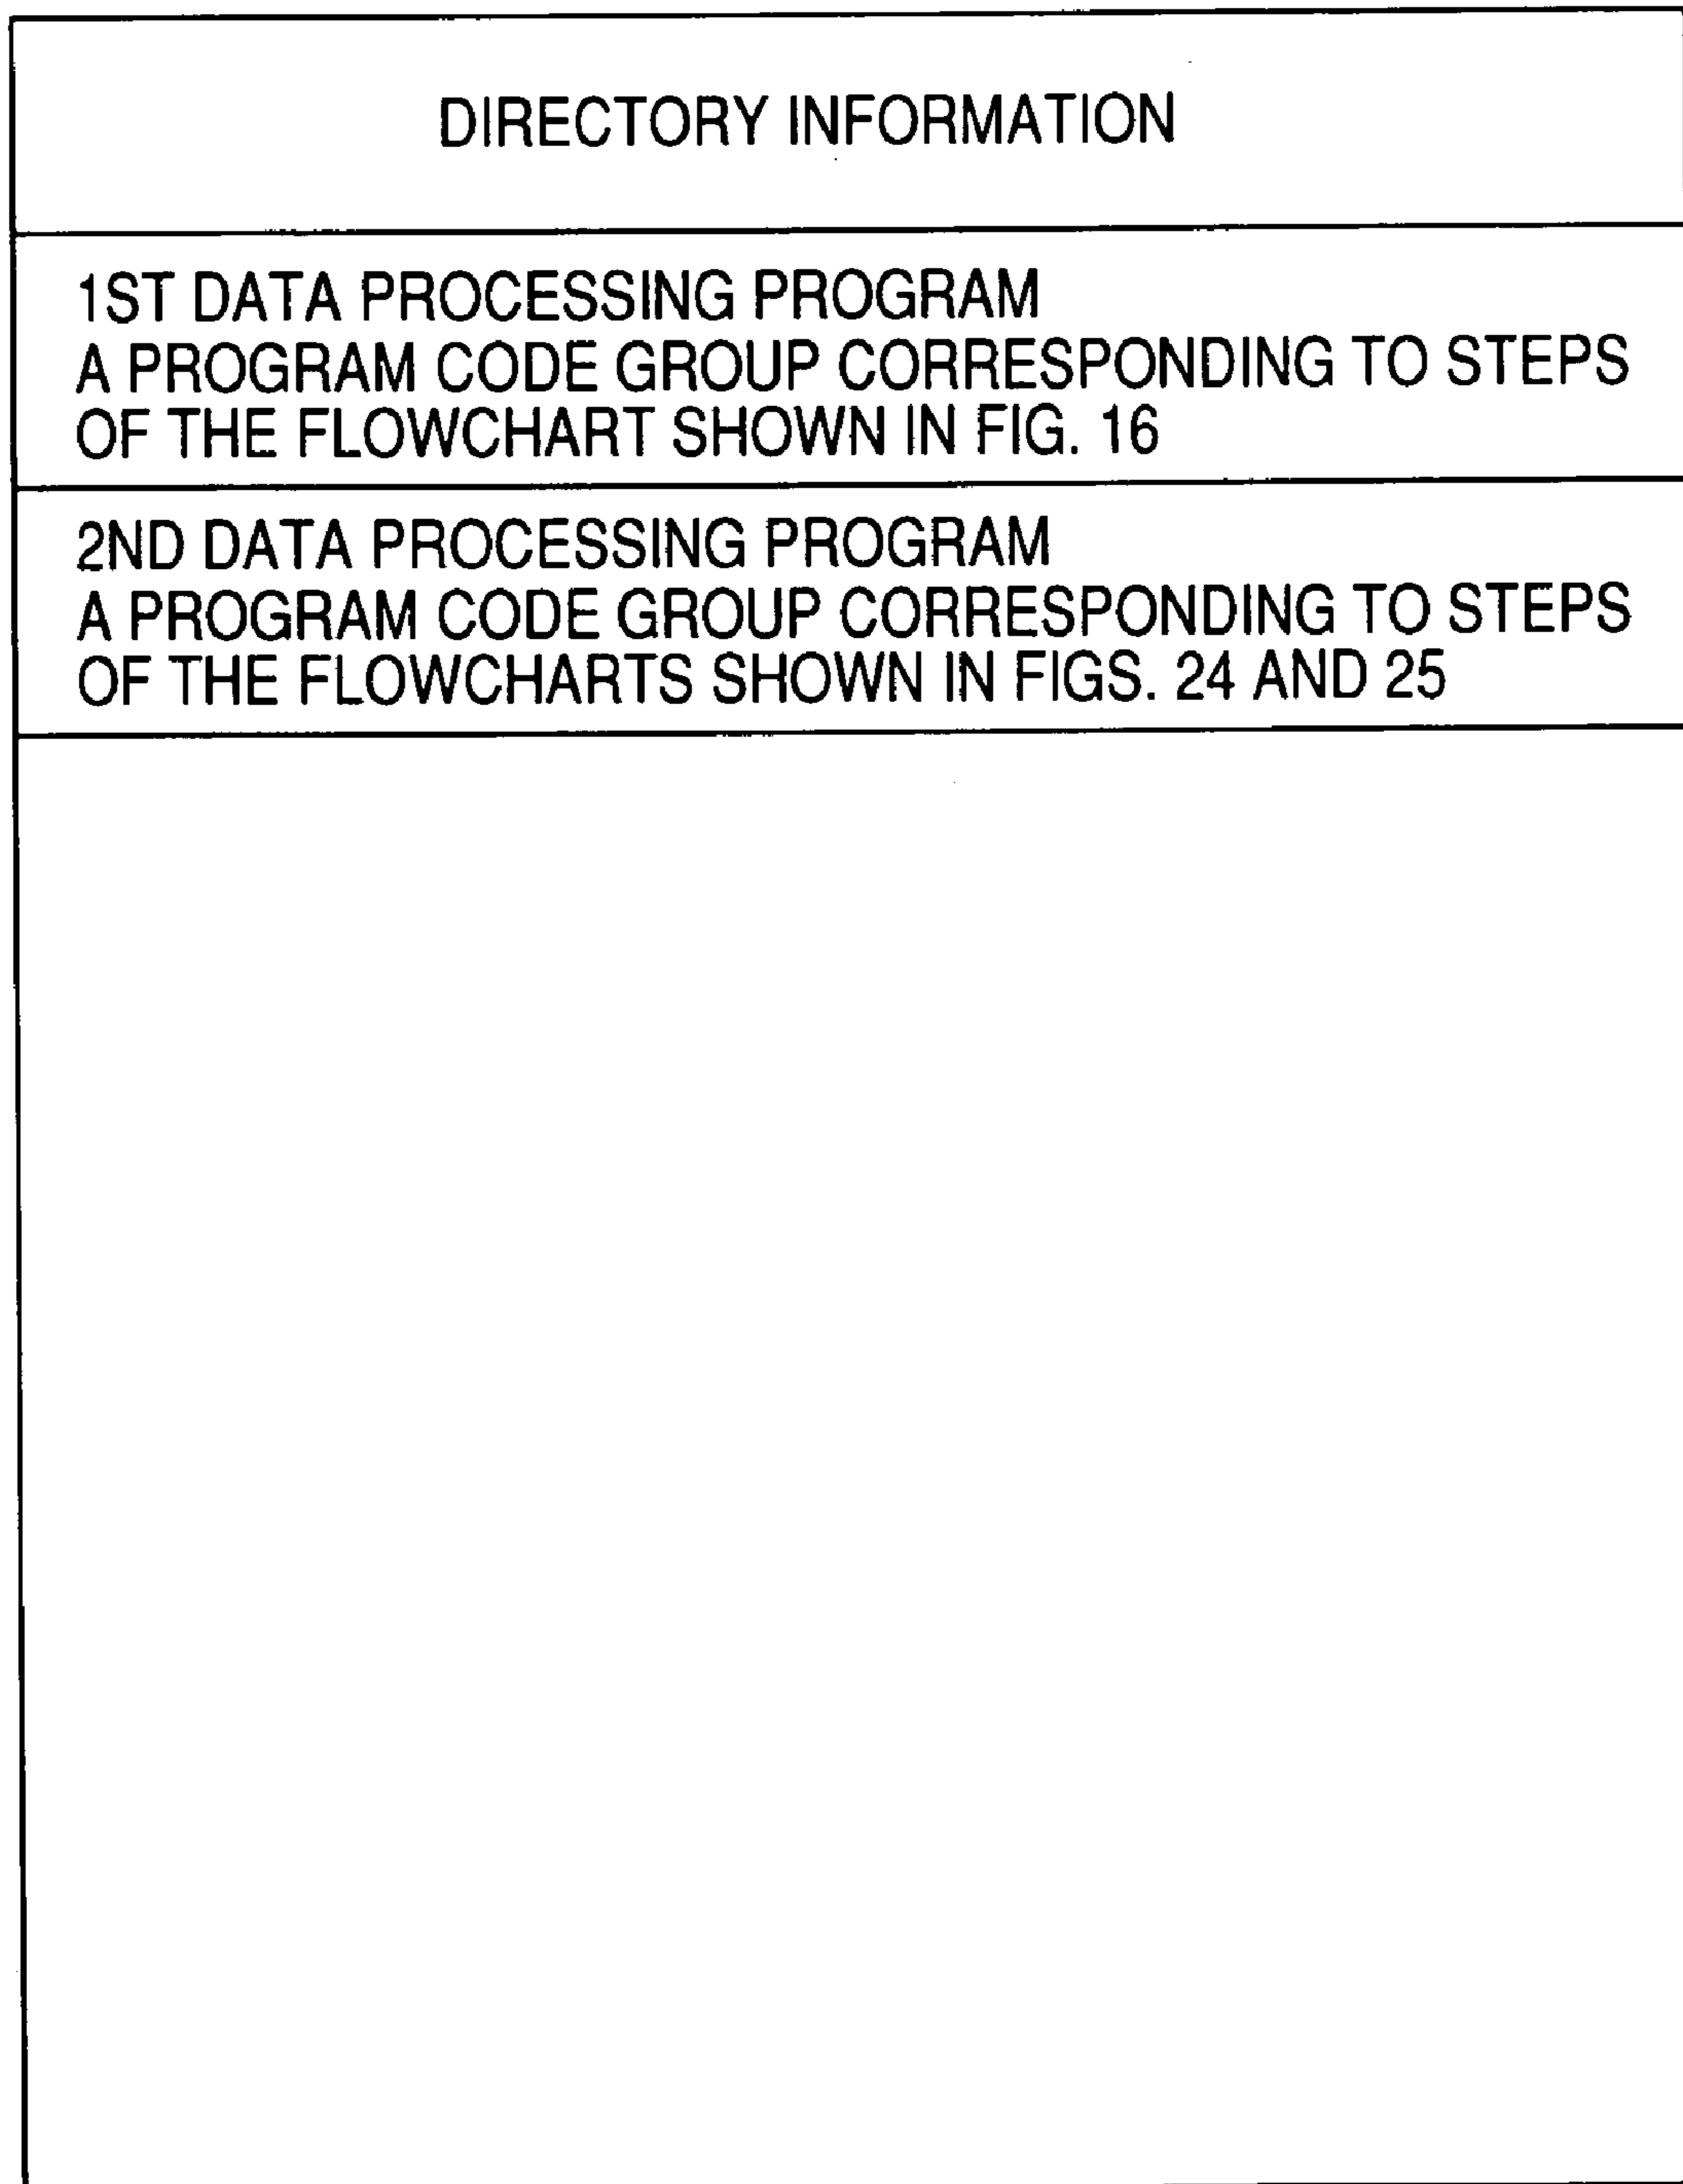 DIRECTORY INFORMATION
1ST DATA PROCESSING PROGRAM
A PROGRAM CODE GROUP CORRESPONDING TO STEPS
OF THE FLOWCHART SHOWN IN FIG. 16
2ND DATA PROCESSING PROGRAM
A PROGRAM CODE GROUP CORRESPONDING TO STEPS
OF THE FLOWCHARTS SHOWN IN FIGS. 24 AND 25